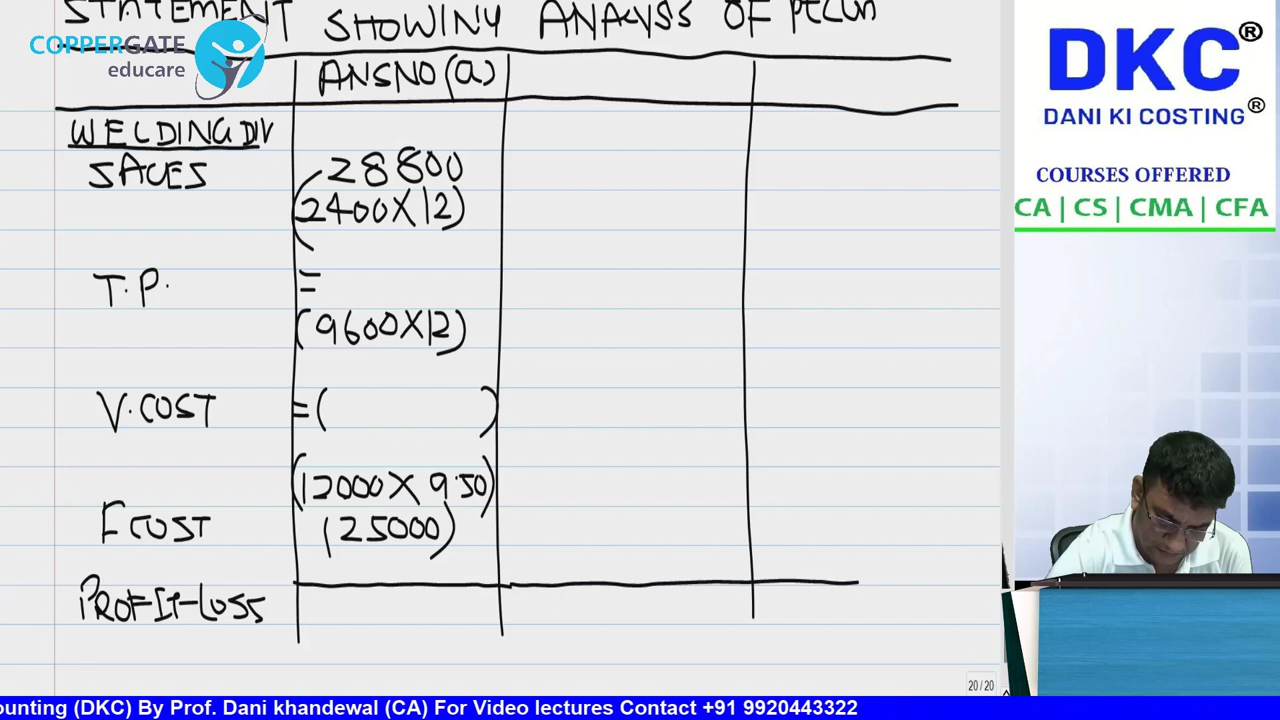 STATEMENT SHOWING ANALYSIS OF
COPPERGATE
educare
ANSNO (a)
WELDING DIV
SALES 28800
(2400X12)
T.P. =
(9600X12)
V.COST =( )
(12000X 9.50)
F COST (25000)
PROFIT-LOSS
20 / 20
DKC®
DANI KI COSTING®
COURSES OFFERED
CA | CS | CMA | CFA
ounting (DKC) By Prof. Dani khandewal (CA) For Video lectures Contact +91 9920443322